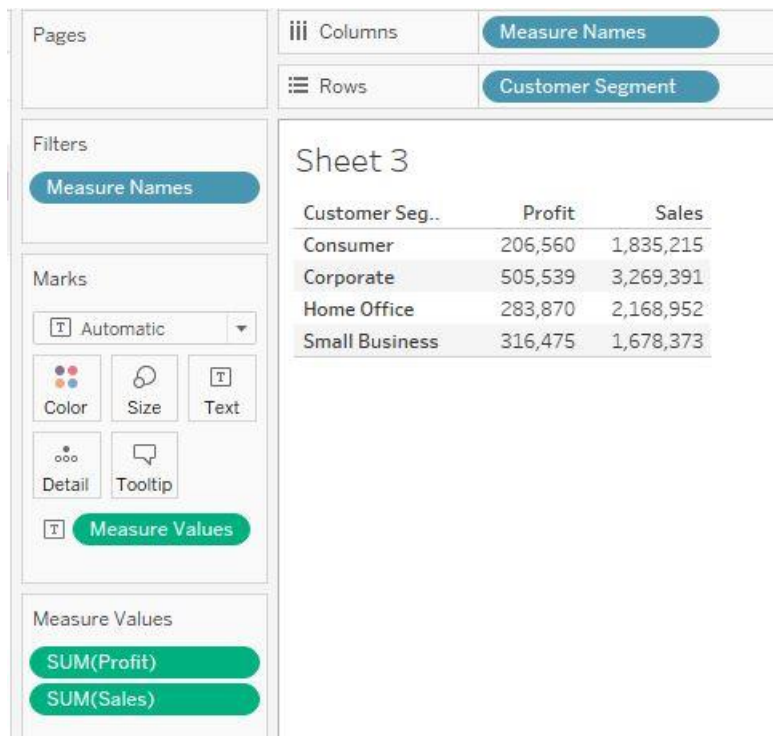 Pages
Columns Measure Names
Rows Customer Segment
Filters
Measure Names
Marks
Automatic
Color Size Text
Detail Tooltip
Measure Values
Measure Values
SUM(Profit)
SUM(Sales)
Sheet 3
Customer Seg.. Profit Sales
Consumer 206,560 1,835,215
Corporate 505,539 3,269,391
Home Office 283,870 2,168,952
Small Business 316,475 1,678,373